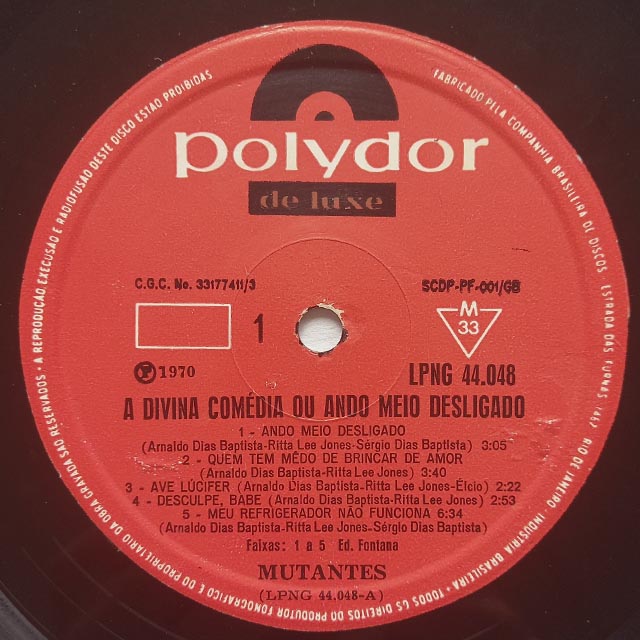 polydor
de luxe
C.G.C. No. 33177411/3
SCDP-PF-001/GB
1
M
33
℗ 1970
LPNG 44.048
A DIVINA COMÉDIA OU ANDO MEIO DESLIGADO
1 - ANDO MEIO DESLIGADO
(Arnaldo Dias Baptista-Ritta Lee Jones-Sérgio Dias Baptista) 3:05
2 - QUEM TEM MÊDO DE BRINCAR DE AMOR
(Arnaldo Dias Baptista-Ritta Lee Jones) 3:40
3 - AVE LÚCIFER (Arnaldo Dias Baptista-Ritta Lee Jones-Élcio) 2:22
4 - DESCULPE, BABE (Arnaldo Dias Baptista-Ritta Lee Jones) 2:53
5 - MEU REFRIGERADOR NÃO FUNCIONA 6:34
(Arnaldo Dias Baptista-Ritta Lee Jones-Sérgio Dias Baptista)
Faixas: 1 a 5 Ed. Fontana
MUTANTES
(LPNG 44.048-A)
FABRICADO PELA COMPANHIA BRASILEIRA DE DISCOS · ESTRADA DAS FURNAS 1467 RIO DE JANEIRO · INDÚSTRIA BRASILEIRA · TODOS OS DIREITOS DO PRODUTOR FONOGRÁFICO E DO PROPRIETÁRIO DA OBRA GRAVADA SÃO RESERVADOS · A REPRODUÇÃO, EXECUSÃO E RADIOFUSÃO DESTE DISCO ESTÃO PROIBIDAS